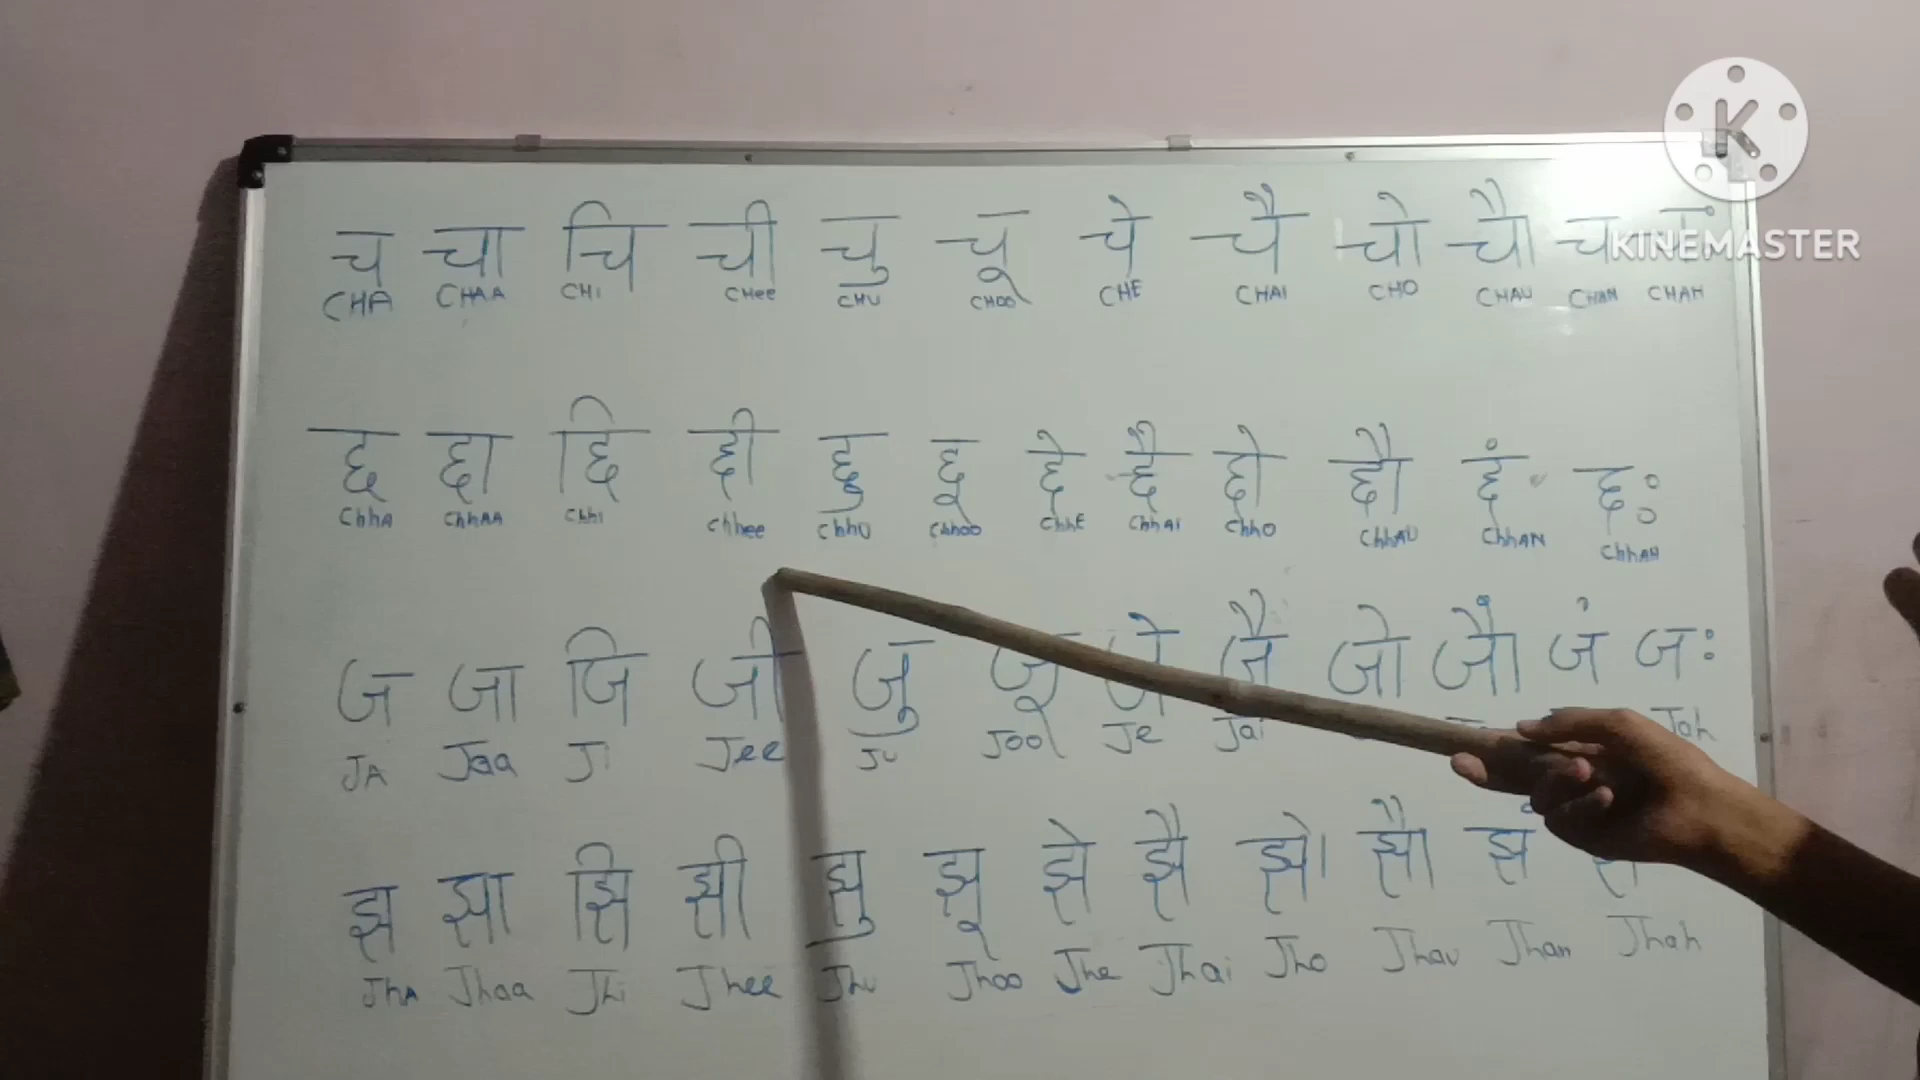 KINEMASTER
च चा चि ची चु चू चे चै चो चौ च
CHA CHAA CHi CHee CHU CHOO CHE CHAI CHO CHAU CHAN CHAH
छ छा छि छी छु छू छे छै छो छौ छं छः
ChhA ChhAA Chhi Chhee ChhU Chhoo ChhE ChhAI ChhO ChhAU ChhAN ChhAH
ज जा जि जी जु जू जे जै जो जौ जं जः
JA Jaa Ji Jee Ju Joo Je Jai Jah
झ झा झि झी झु झू झे झै झो झौ झं
JhA Jhaa Jhi Jhee Jhu Jhoo Jhe Jhai Jho Jhau Jhan Jhah